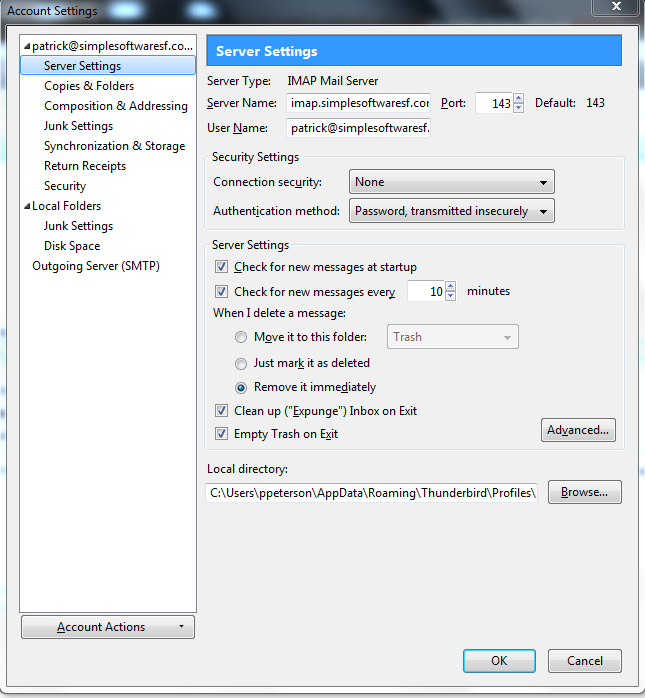 Account Settings
patrick@simplesoftwaresf.co...
Server Settings
Copies & Folders
Composition & Addressing
Junk Settings
Synchronization & Storage
Return Receipts
Security
Local Folders
Junk Settings
Disk Space
Outgoing Server (SMTP)
Account Actions
Server Settings
Server Type: IMAP Mail Server
Server Name: imap.simplesoftwaresf.cor Port: 143 Default: 143
User Name: patrick@simplesoftwaresf.
Security Settings
Connection security: None
Authentication method: Password, transmitted insecurely
Server Settings
Check for new messages at startup
Check for new messages every 10 minutes
When I delete a message:
Move it to this folder: Trash
Just mark it as deleted
Remove it immediately
Clean up ("Expunge") Inbox on Exit
Empty Trash on Exit
Advanced...
Local directory:
C:\Users\ppeterson\AppData\Roaming\Thunderbird\Profiles\ Browse...
OK Cancel